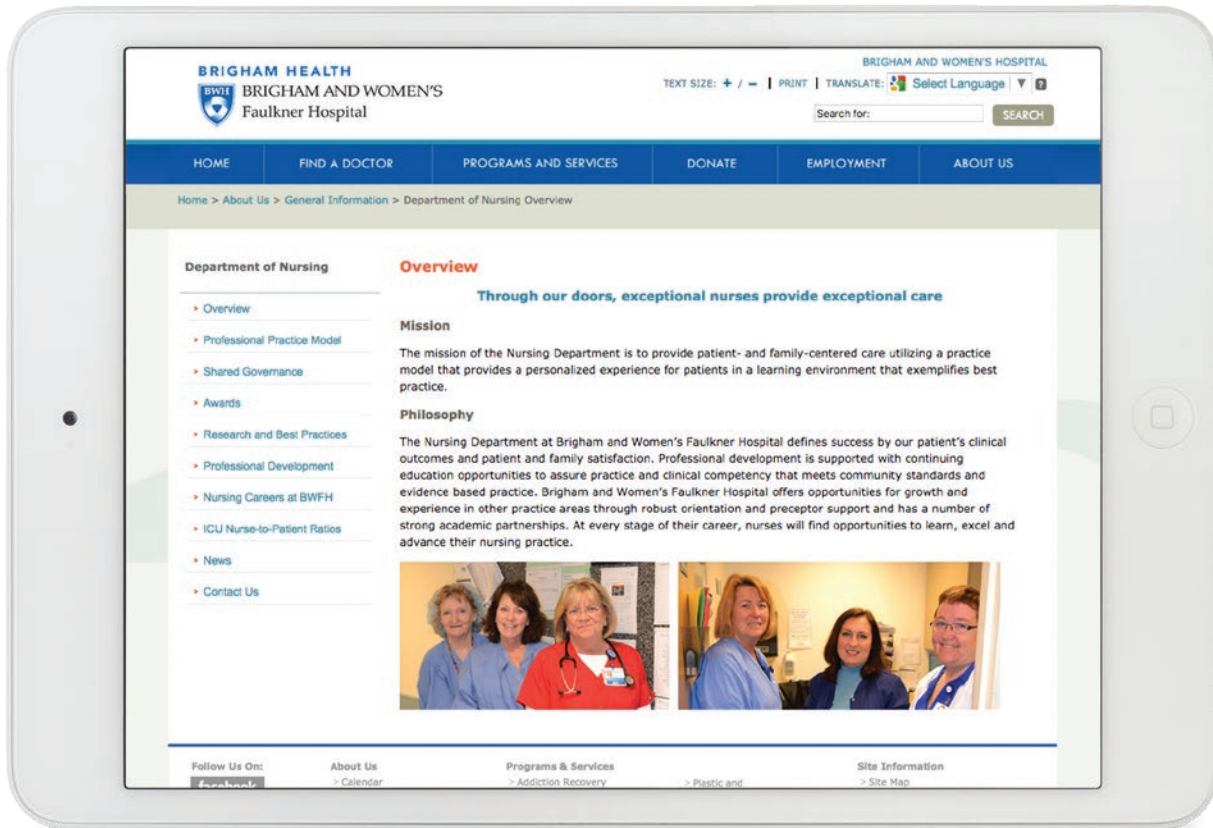 BRIGHAM HEALTH
BWH
BRIGHAM AND WOMEN'S
Faulkner Hospital
BRIGHAM AND WOMEN'S HOSPITAL
TEXT SIZE: + / – | PRINT | TRANSLATE: Select Language ▼ ?
Search for: SEARCH
HOME FIND A DOCTOR PROGRAMS AND SERVICES DONATE EMPLOYMENT ABOUT US
Home > About Us > General Information > Department of Nursing Overview
Department of Nursing
Overview
Professional Practice Model
Shared Governance
Awards
Research and Best Practices
Professional Development
Nursing Careers at BWFH
ICU Nurse-to-Patient Ratios
News
Contact Us
Overview
Through our doors, exceptional nurses provide exceptional care
Mission
The mission of the Nursing Department is to provide patient- and family-centered care utilizing a practice
model that provides a personalized experience for patients in a learning environment that exemplifies best
practice.
Philosophy
The Nursing Department at Brigham and Women's Faulkner Hospital defines success by our patient's clinical
outcomes and patient and family satisfaction. Professional development is supported with continuing
education opportunities to assure practice and clinical competency that meets community standards and
evidence based practice. Brigham and Women's Faulkner Hospital offers opportunities for growth and
experience in other practice areas through robust orientation and preceptor support and has a number of
strong academic partnerships. At every stage of their career, nurses will find opportunities to learn, excel and
advance their nursing practice.
Follow Us On:
facebook
About Us
> Calendar
Programs & Services
> Addiction Recovery
> Plastic and
Site Information
> Site Map